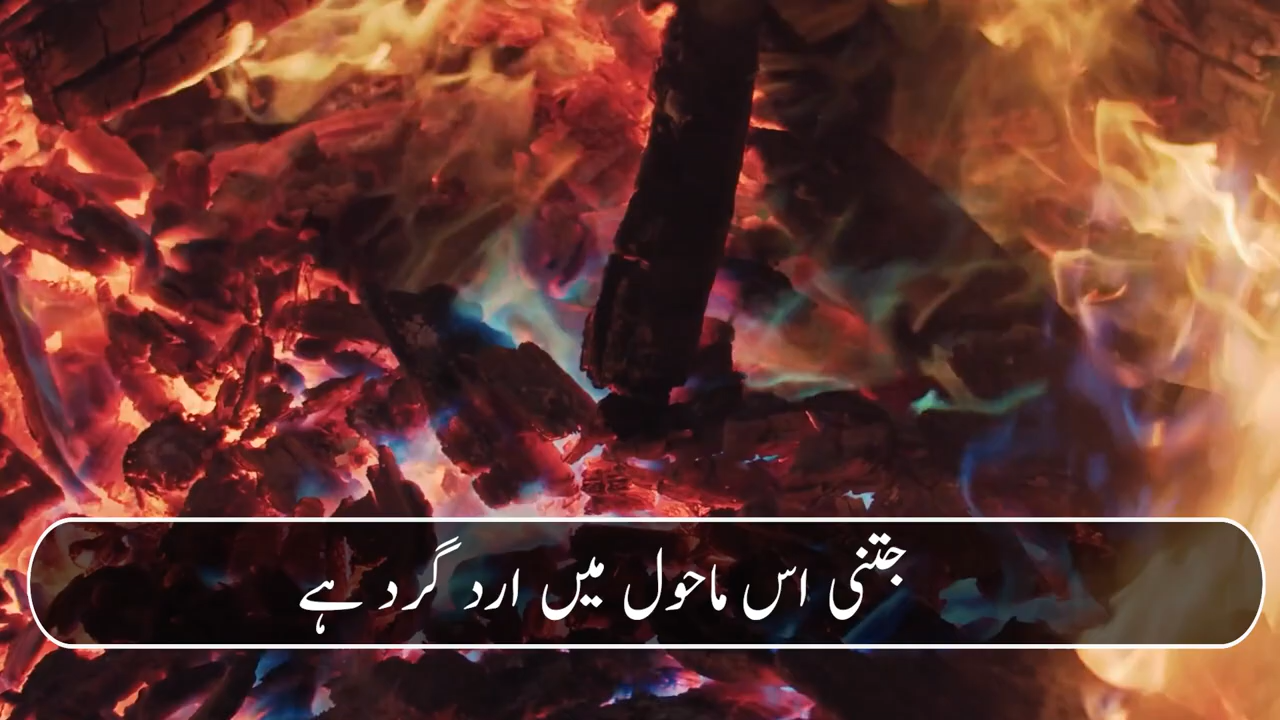 جتنی اس ماحول میں ارد گرد ہے